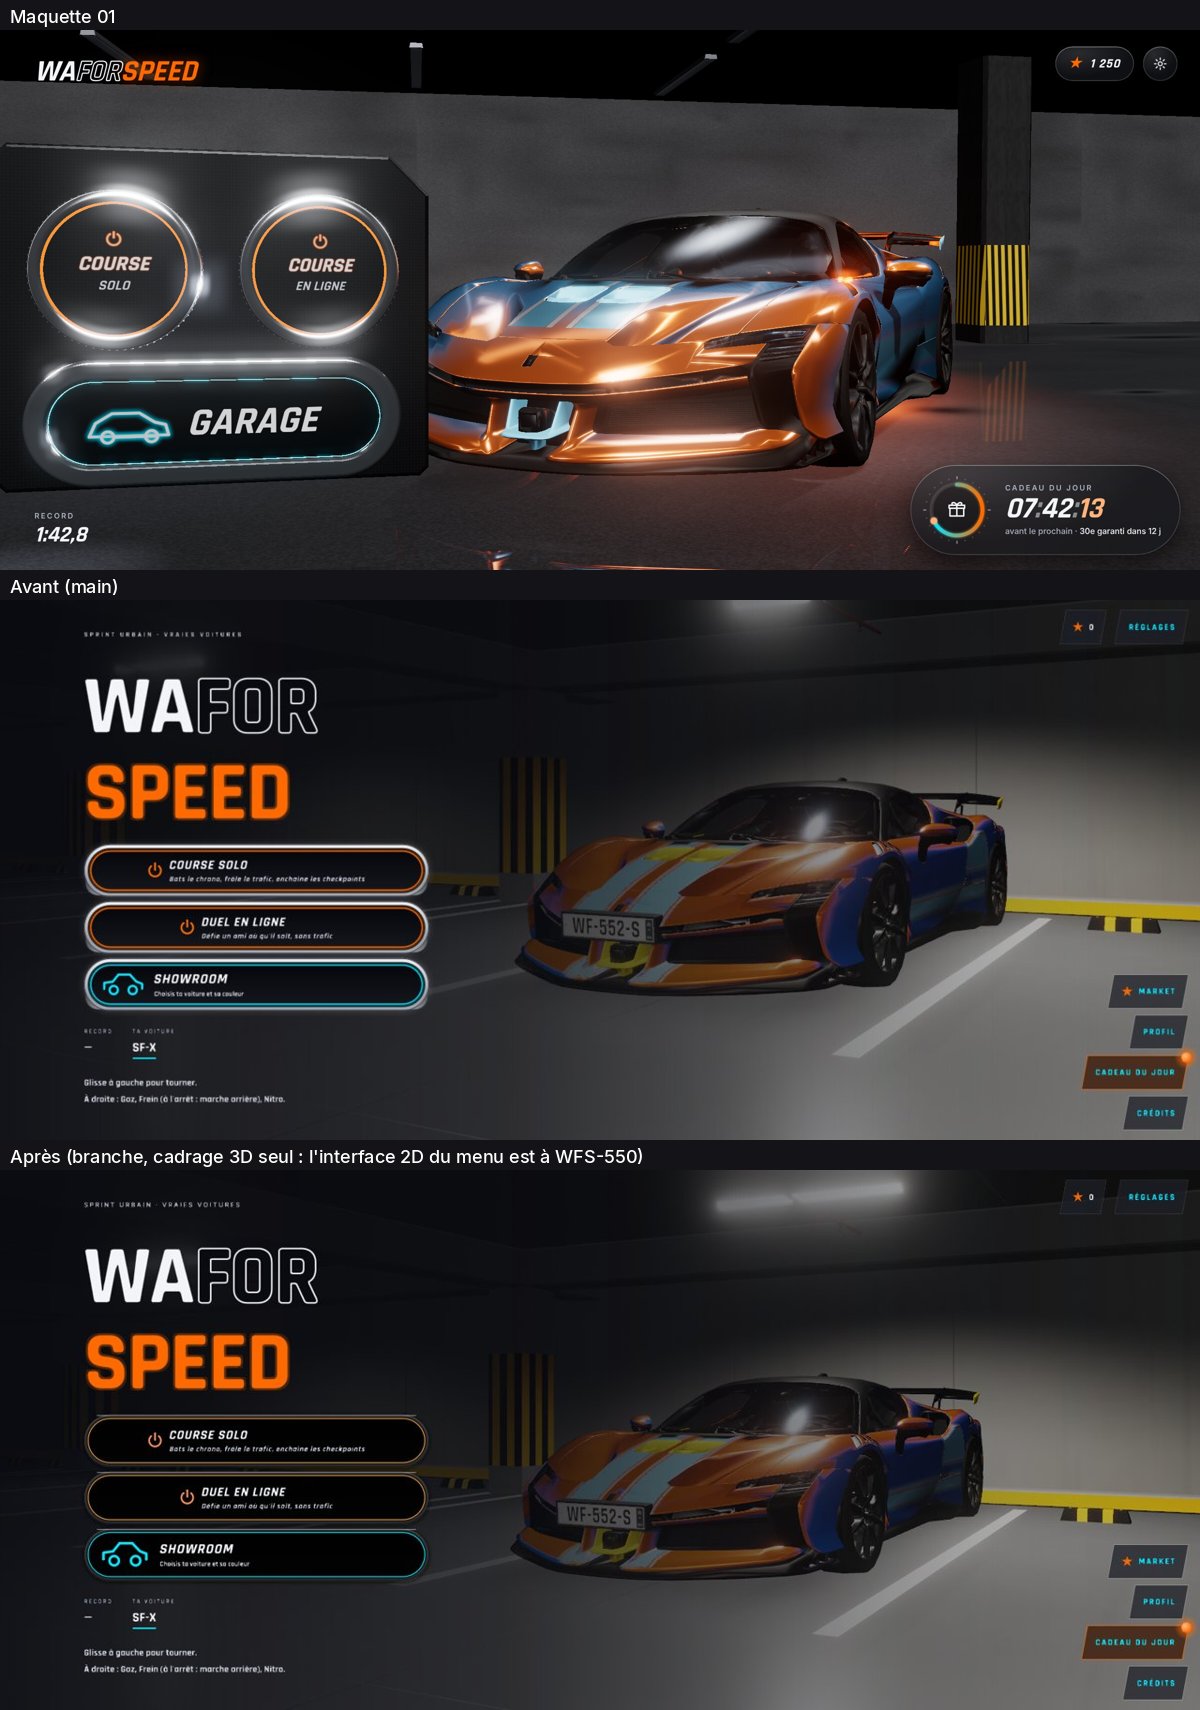 Maquette 01
WAFORSPEED
★ 1 250
COURSE
SOLO
COURSE
EN LIGNE
GARAGE
RECORD
1:42,8
CADEAU DU JOUR
07:42:13
avant le prochain · 30e garanti dans 12 j
Avant (main)
SPRINT URBAIN · VRAIES VOITURES
★ 0
RÉGLAGES
WAFOR
SPEED
COURSE SOLO
Bats le chrono, frôle le trafic, enchaîne les checkpoints
DUEL EN LIGNE
Défie un ami où qu'il soit, sans trafic
SHOWROOM
Choisis ta voiture et sa couleur
WF-552-S
RECORD
TA VOITURE
—
SF-X
Glisse à gauche pour tourner.
À droite : Gaz, Frein (à l'arrêt : marche arrière), Nitro.
★ MARKET
PROFIL
CADEAU DU JOUR
CRÉDITS
Après (branche, cadrage 3D seul : l'interface 2D du menu est à WFS-550)
SPRINT URBAIN · VRAIES VOITURES
★ 0
RÉGLAGES
WAFOR
SPEED
COURSE SOLO
Bats le chrono, frôle le trafic, enchaîne les checkpoints
DUEL EN LIGNE
Défie un ami où qu'il soit, sans trafic
SHOWROOM
Choisis ta voiture et sa couleur
WF-552-S
RECORD
TA VOITURE
—
SF-X
Glisse à gauche pour tourner.
À droite : Gaz, Frein (à l'arrêt : marche arrière), Nitro.
★ MARKET
PROFIL
CADEAU DU JOUR
CRÉDITS